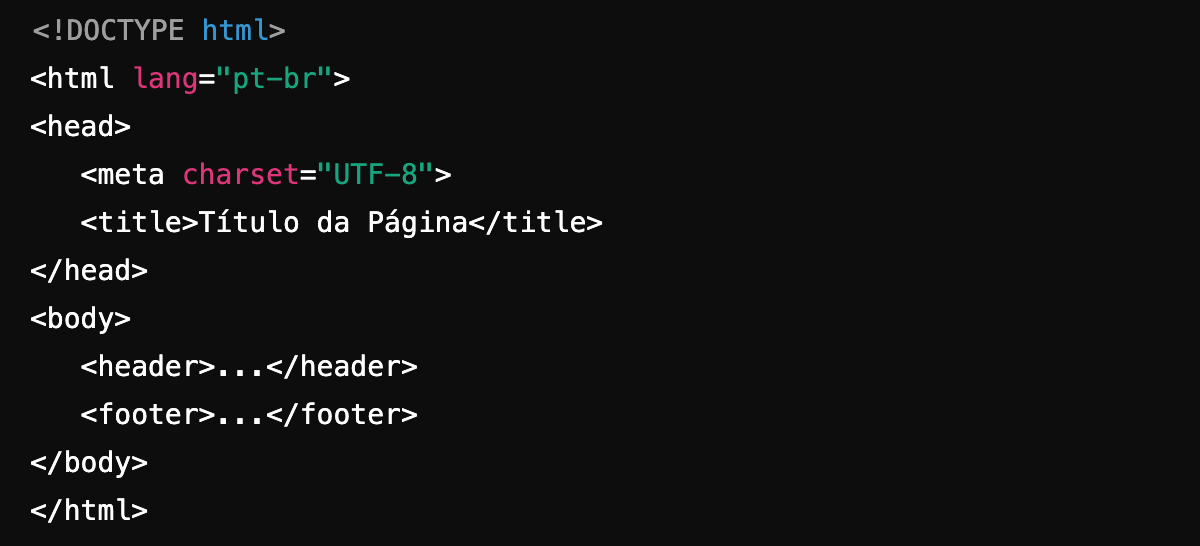 <!DOCTYPE html>
<html lang="pt-br">
<head>
   <meta charset="UTF-8">
   <title>Título da Página</title>
</head>
<body>
   <header>...</header>
   <footer>...</footer>
</body>
</html>